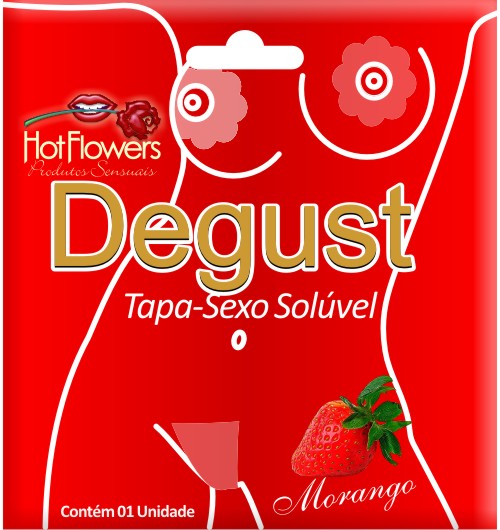 HotFlowers
Produtos Sensuais
Degust
Tapa-Sexo Solúvel
Morango
Contém 01 Unidade